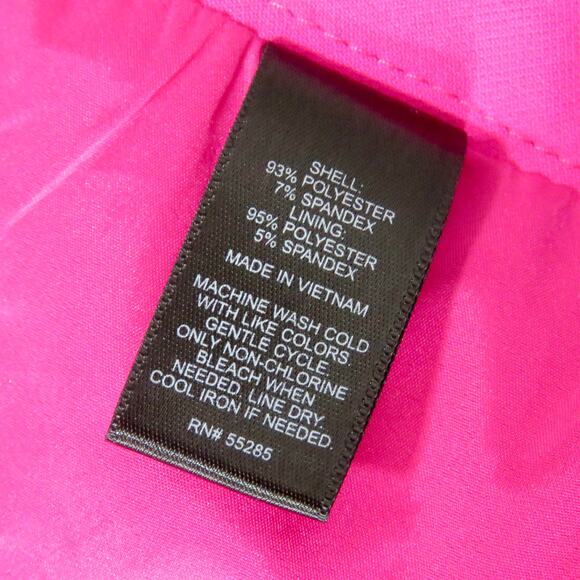 SHELL:
93% POLYESTER
7% SPANDEX
LINING:
95% POLYESTER
5% SPANDEX
MADE IN VIETNAM
MACHINE WASH COLD
WITH LIKE COLORS
GENTLE CYCLE
ONLY NON-CHLORINE
BLEACH WHEN
NEEDED. LINE DRY.
COOL IRON IF NEEDED.
RN# 55285